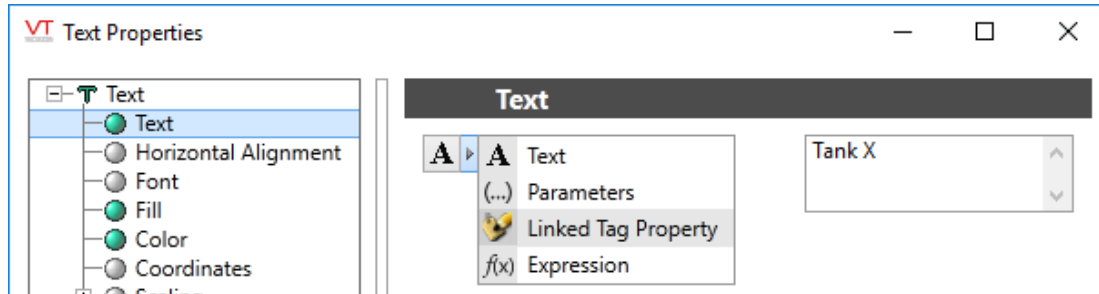 VT Text Properties
Text
Text
Horizontal Alignment
Font
Fill
Color
Coordinates
Text
A A Text
(...) Parameters
Linked Tag Property
f(x) Expression
Tank X